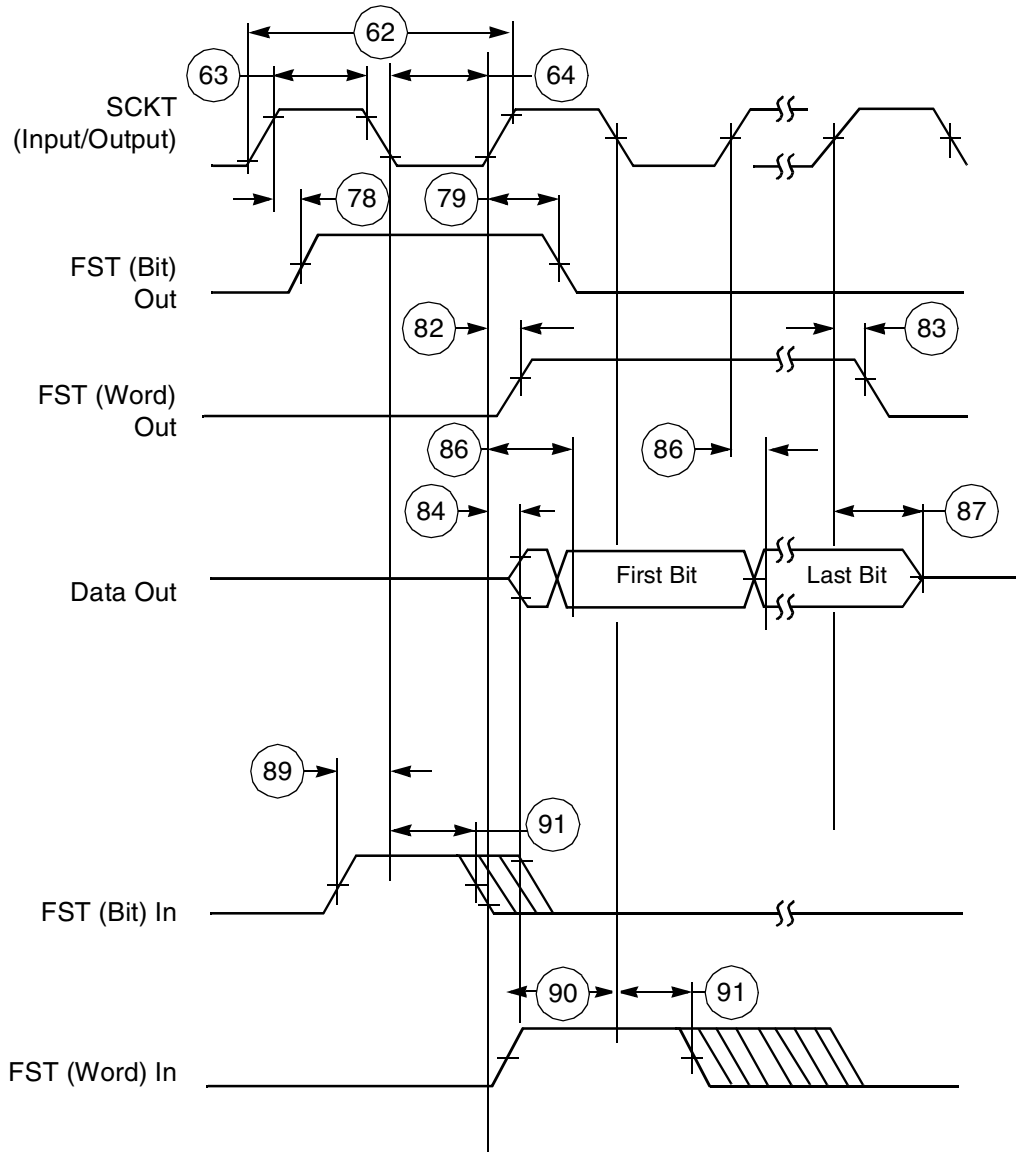 62
63
64
SCKT
(Input/Output)
78
79
FST (Bit)
Out
82
83
FST (Word)
Out
86
86
84
87
Data Out
First Bit
Last Bit
89
91
FST (Bit) In
90
91
FST (Word) In